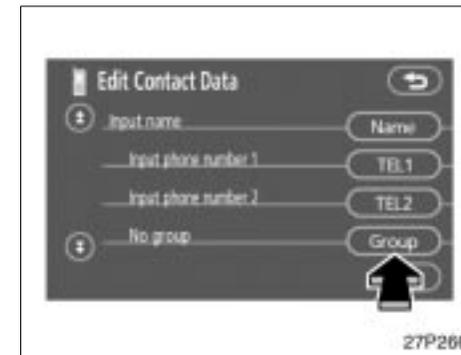 Edit Contact Data
Input name Name
Input phone number 1 TEL1
Input phone number 2 TEL2
No group Group
27P266